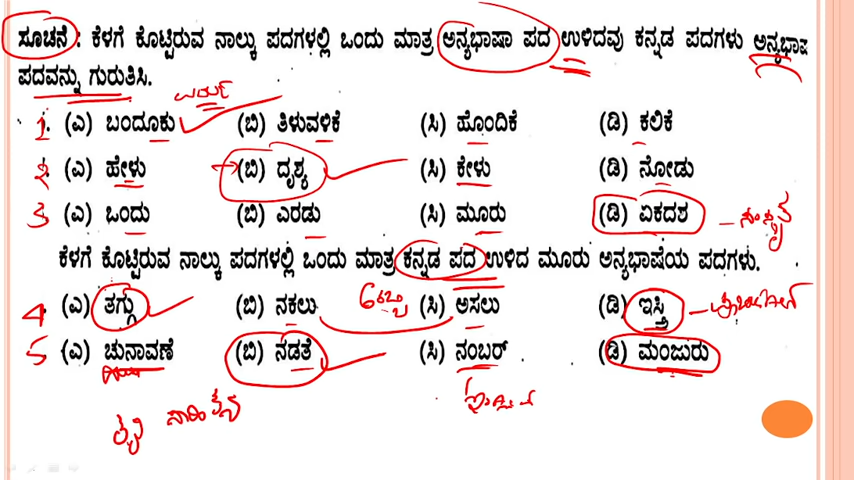 ಸೂಚನೆ : ಕೆಳಗೆ ಕೊಟ್ಟಿರುವ ನಾಲ್ಕು ಪದಗಳಲ್ಲಿ ಒಂದು ಮಾತ್ರ ಅನ್ಯಭಾಷಾ ಪದ ಉಳಿದವು ಕನ್ನಡ ಪದಗಳು ಅನ್ಯಭಾಷ
ಪದವನ್ನು ಗುರುತಿಸಿ.
1. (ಎ) ಬಂದೂಕು (ಬಿ) ತಿಳುವಳಿಕೆ (ಸಿ) ಹೊಂದಿಕೆ (ಡಿ) ಕಲಿಕೆ
2. (ಎ) ಹೇಳು (ಬಿ) ದೃಶ್ಯ (ಸಿ) ಕೇಳು (ಡಿ) ನೋಡು
3. (ಎ) ಒಂದು (ಬಿ) ಎರಡು (ಸಿ) ಮೂರು (ಡಿ) ಏಕದಶ - ಸಂಸ್ಕೃತ
ಕೆಳಗೆ ಕೊಟ್ಟಿರುವ ನಾಲ್ಕು ಪದಗಳಲ್ಲಿ ಒಂದು ಮಾತ್ರ ಕನ್ನಡ ಪದ ಉಳಿದ ಮೂರು ಅನ್ಯಭಾಷೆಯ ಪದಗಳು.
4. (ಎ) ತಗ್ಗು (ಬಿ) ನಕಲು (ಸಿ) ಅಸಲು (ಡಿ) ಇಸ್ತ್ರಿ
5 (ಎ) ಚುನಾವಣೆ (ಬಿ) ನಡತೆ (ಸಿ) ನಂಬರ್ (ಡಿ) ಮಂಜುರು